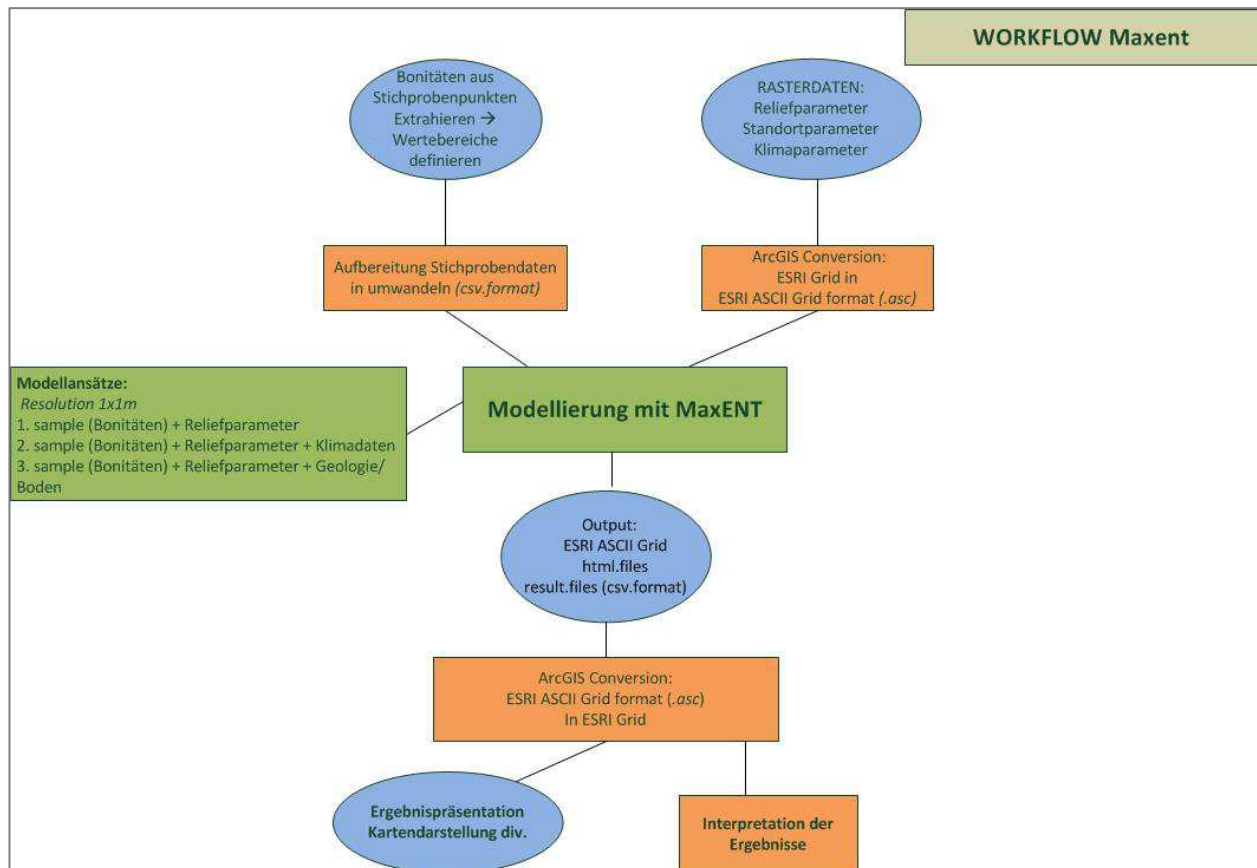 WORKFLOW Maxent
Bonitäten aus
Stichprobenpunkten
Extrahieren →
Wertebereiche
definieren
RASTERDATEN:
Reliefparameter
Standortparameter
Klimaparameter
Aufbereitung Stichprobendaten
in umwandeln (csv.format)
ArcGIS Conversion:
ESRI Grid in
ESRI ASCII Grid format (.asc)
Modellansätze:
Resolution 1x1m
1. sample (Bonitäten) + Reliefparameter
2. sample (Bonitäten) + Reliefparameter + Klimadaten
3. sample (Bonitäten) + Reliefparameter + Geologie/
Boden
Modellierung mit MaxENT
Output:
ESRI ASCII Grid
html.files
result.files (csv.format)
ArcGIS Conversion:
ESRI ASCII Grid format (.asc)
In ESRI Grid
Ergebnispräsentation
Kartendarstellung div.
Interpretation der
Ergebnisse